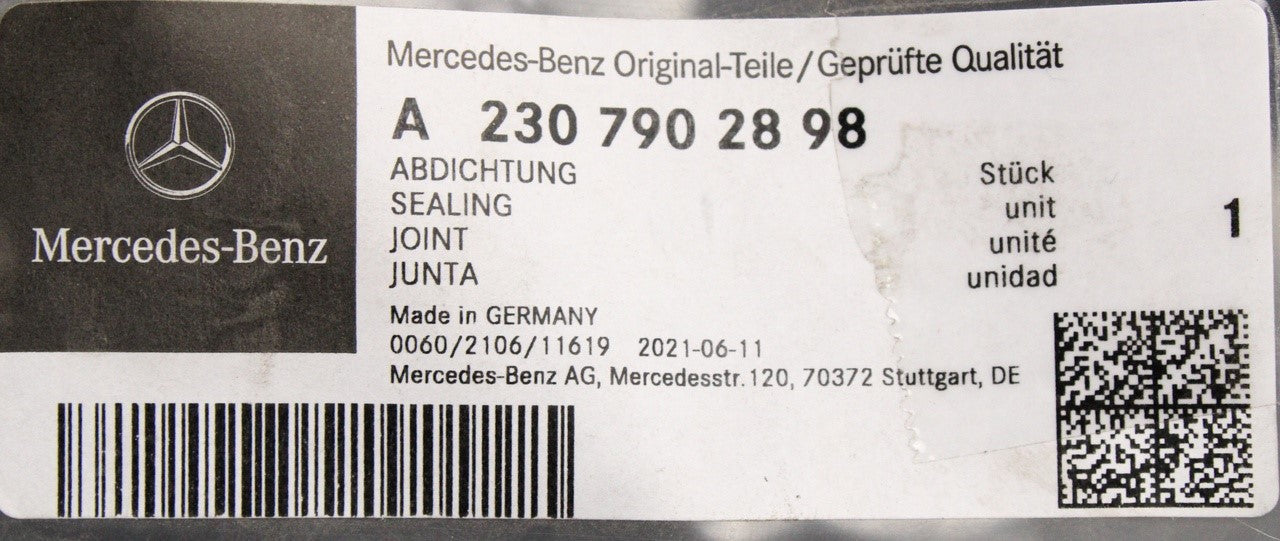 Mercedes-Benz
Mercedes-Benz Original-Teile/Geprüfte Qualität
A 230 790 28 98
ABDICHTUNG
SEALING
JOINT
JUNTA
Stück
unit
unité
unidad
1
Made in GERMANY
0060/2106/11619 2021-06-11
Mercedes-Benz AG, Mercedesstr.120, 70372 Stuttgart, DE